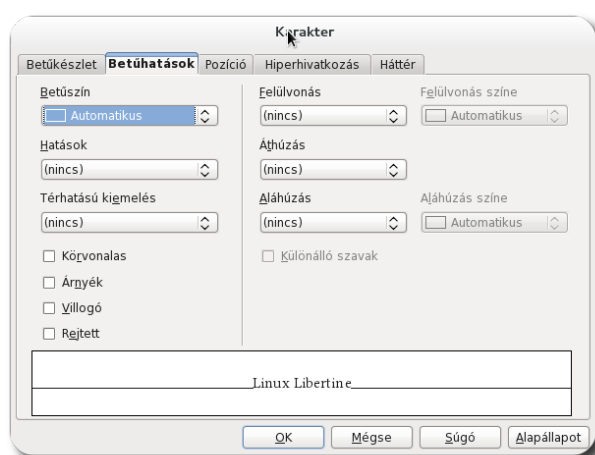 Karakter
Betűkészlet Betűhatások Pozíció Hiperhivatkozás Háttér
Betűszín Felülvonás Felülvonás színe
Automatikus (nincs) Automatikus
Hatások Áthúzás
(nincs) (nincs)
Térhatású kiemelés Aláhúzás Aláhúzás színe
(nincs) (nincs) Automatikus
Körvonalas Különálló szavak
Árnyék
Villogó
Rejtett
Linux Libertine
OK Mégse Súgó Alapállapot